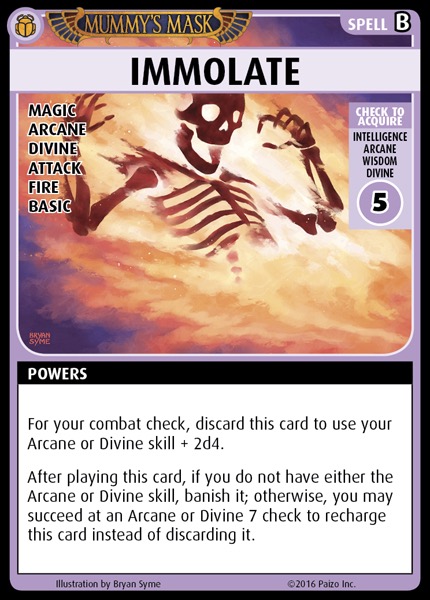 MUMMY'S MASK
SPELL B
IMMOLATE
MAGIC
ARCANE
DIVINE
ATTACK
FIRE
BASIC
CHECK TO
ACQUIRE
INTELLIGENCE
ARCANE
WISDOM
DIVINE
5
BRYAN
SYME
POWERS
For your combat check, discard this card to use your
Arcane or Divine skill + 2d4.
After playing this card, if you do not have either the
Arcane or Divine skill, banish it; otherwise, you may
succeed at an Arcane or Divine 7 check to recharge
this card instead of discarding it.
Illustration by Bryan Syme ©2016 Paizo Inc.